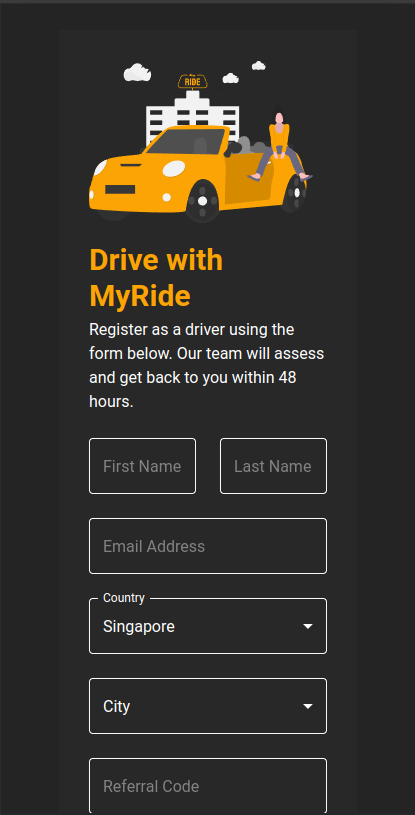 RIDE
Drive with
MyRide
Register as a driver using the
form below. Our team will assess
and get back to you within 48
hours.
First Name
Last Name
Email Address
Country
Singapore
City
Referral Code